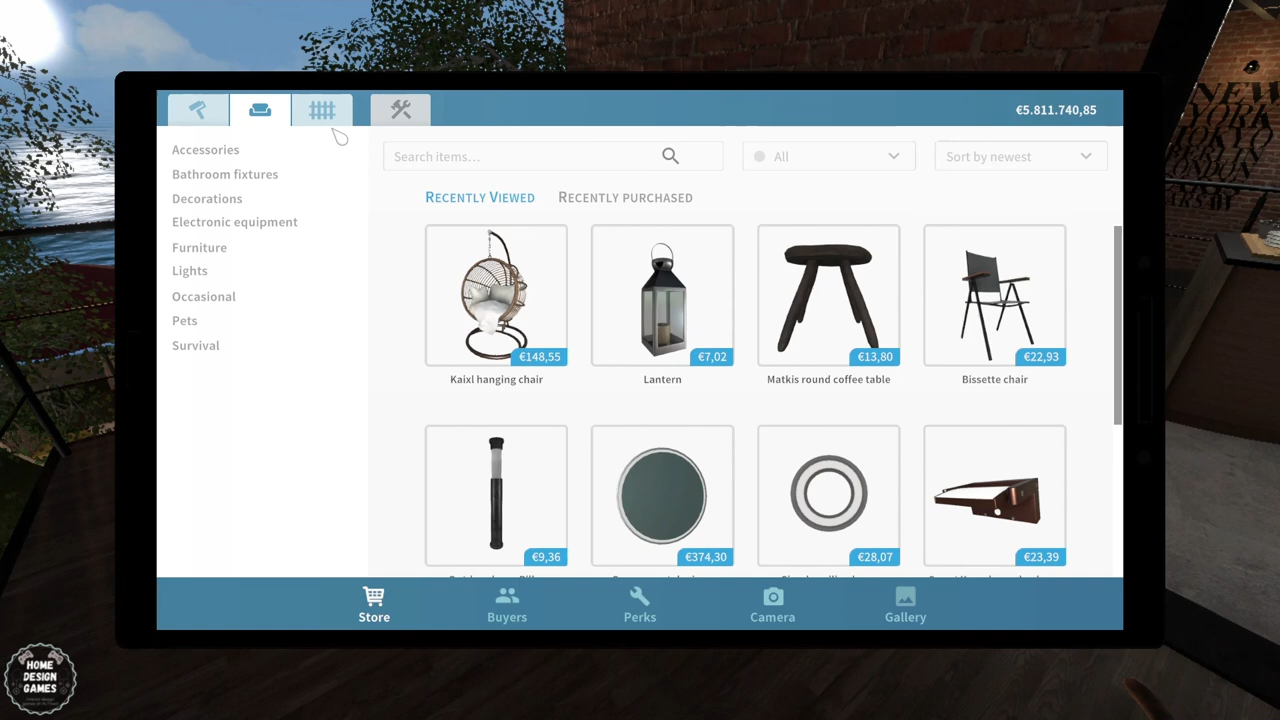 €5.811.740,85
Accessories
Bathroom fixtures
Decorations
Electronic equipment
Furniture
Lights
Occasional
Pets
Survival
Search items...
All
Sort by newest
RECENTLY VIEWED
RECENTLY PURCHASED
€148,55
€7,02
€13,80
€22,93
Kaixl hanging chair
Lantern
Matkis round coffee table
Bissette chair
€9,36
€374,30
€28,07
€23,39
Store
Buyers
Perks
Camera
Gallery
HOME
DESIGN
GAMES
NEW
YORK